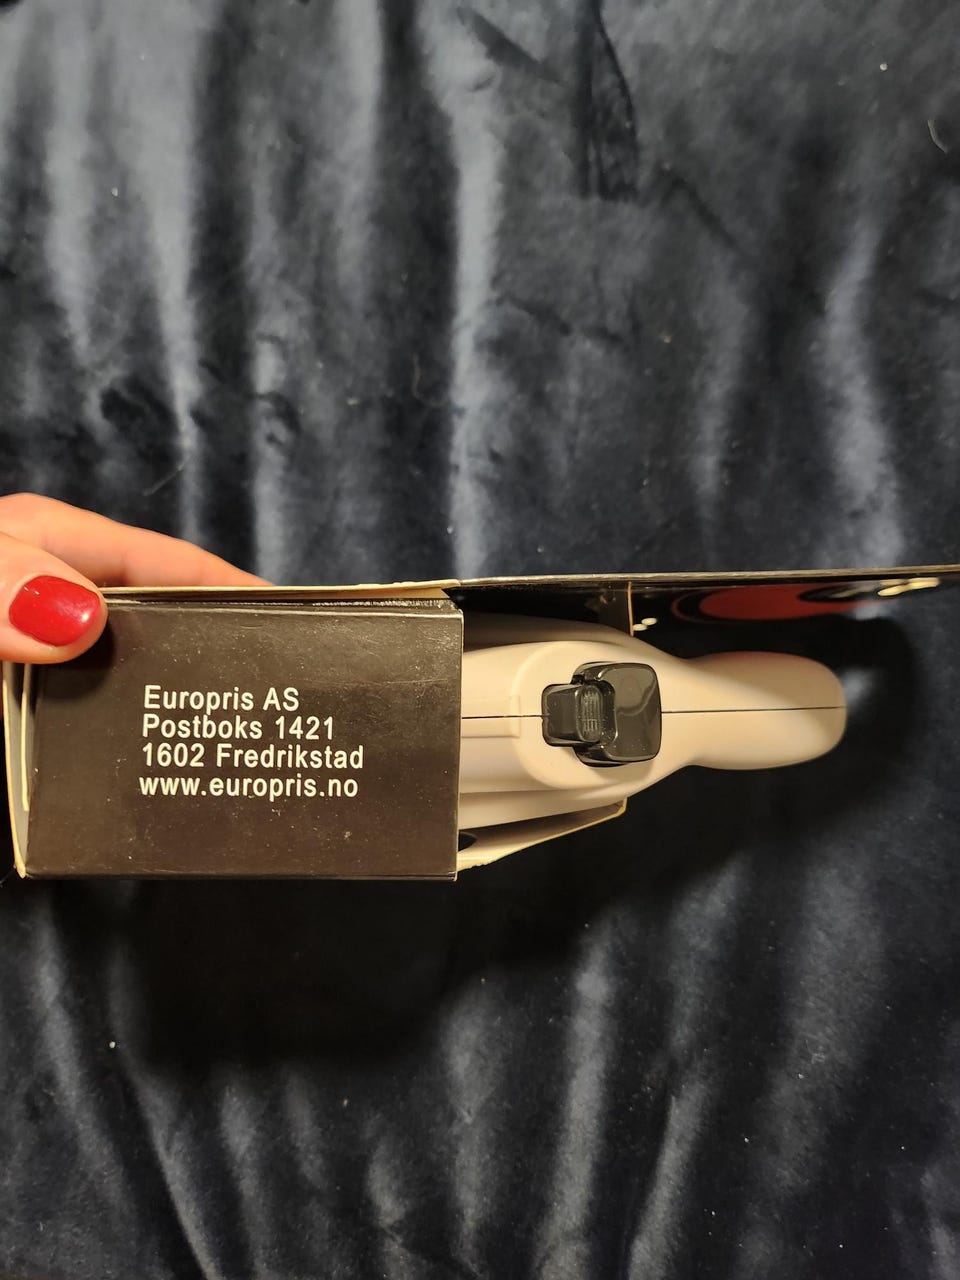 Europris AS
Postboks 1421
1602 Fredrikstad
www.europris.no